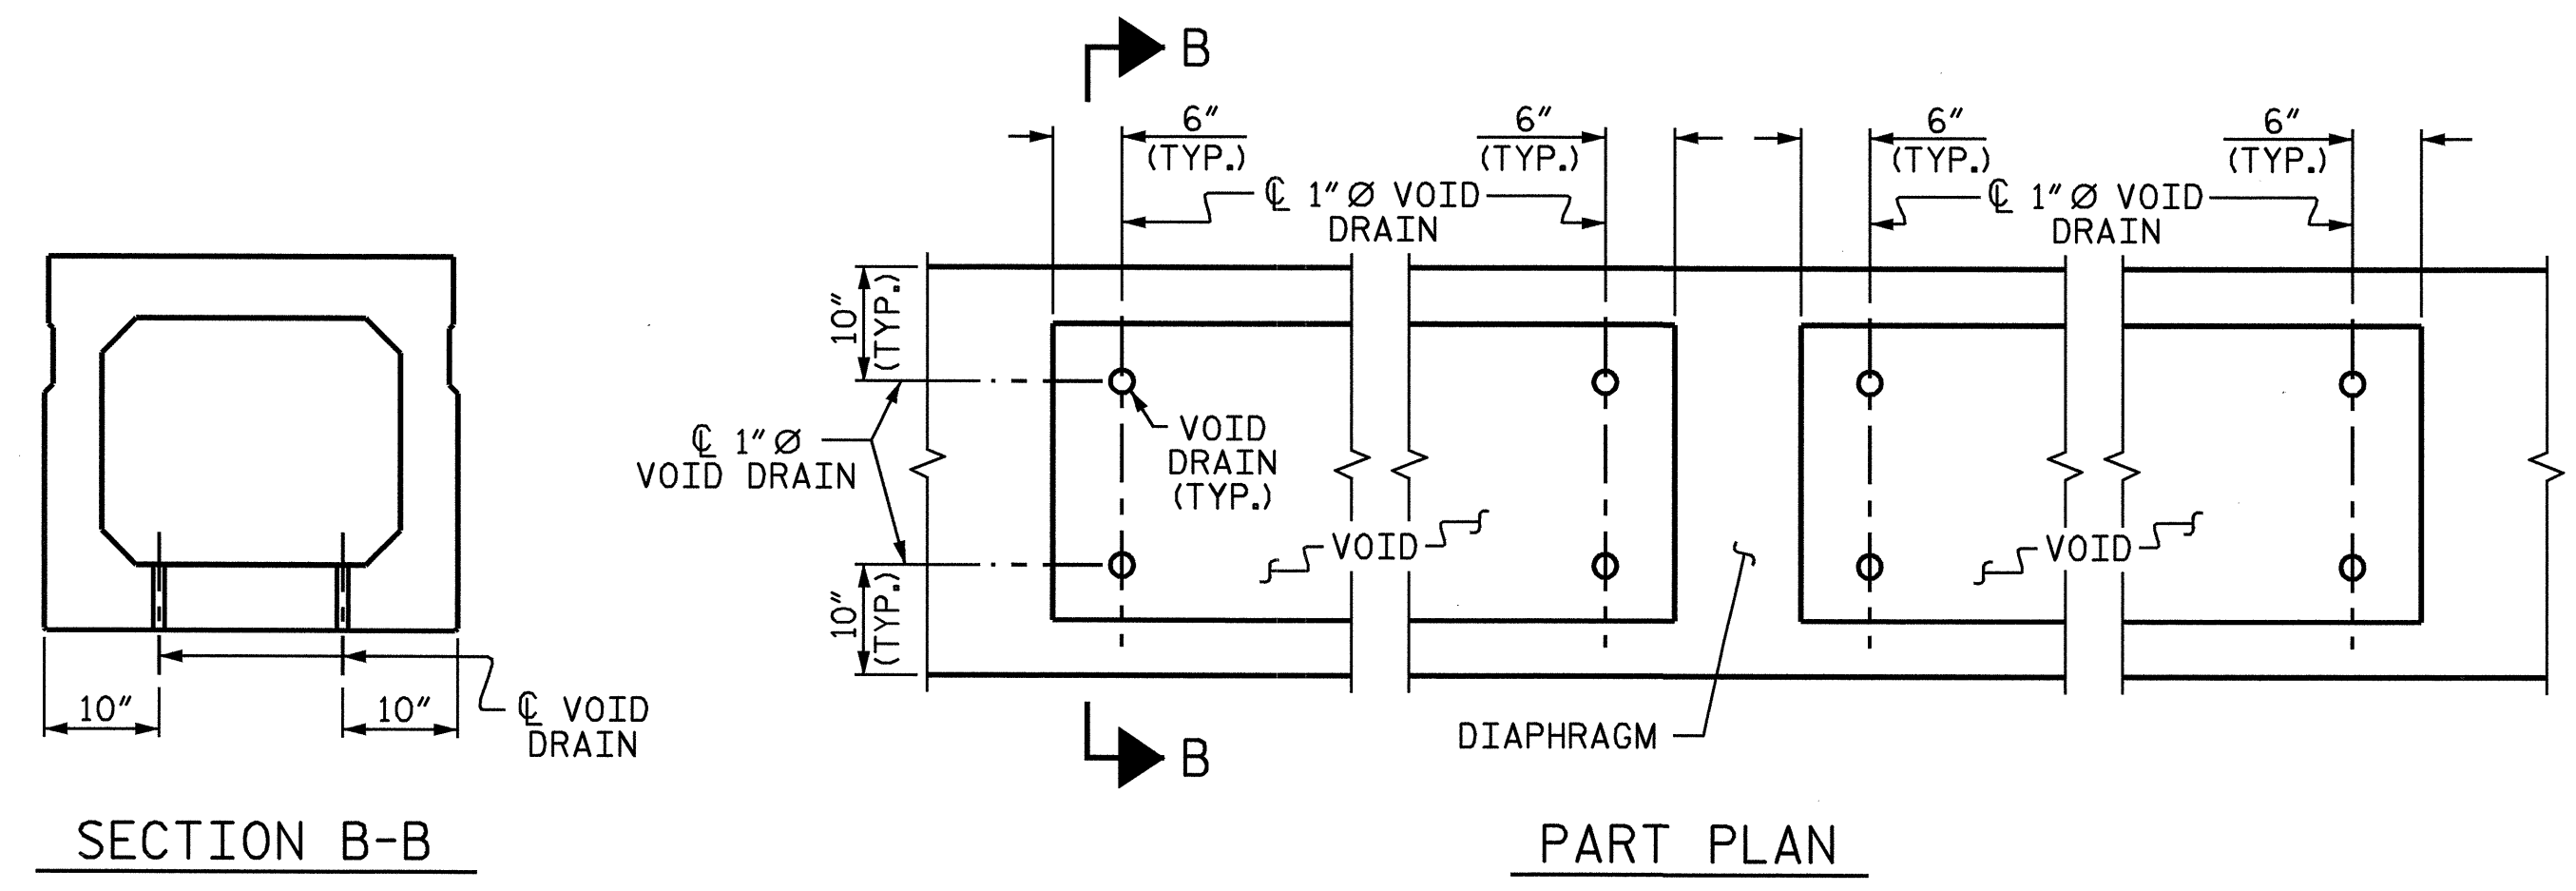 B
6" 6" 6" 6"
(TYP.) (TYP.) (TYP.) (TYP.)
℄ 1" Ø VOID
DRAIN
℄ 1" Ø VOID
DRAIN
10"
(TYP.)
℄ 1" Ø
VOID DRAIN
VOID
DRAIN
(TYP.)
VOID
VOID
10"
(TYP.)
10" 10"
℄ VOID
DRAIN
DIAPHRAGM
B
SECTION B-B
PART PLAN